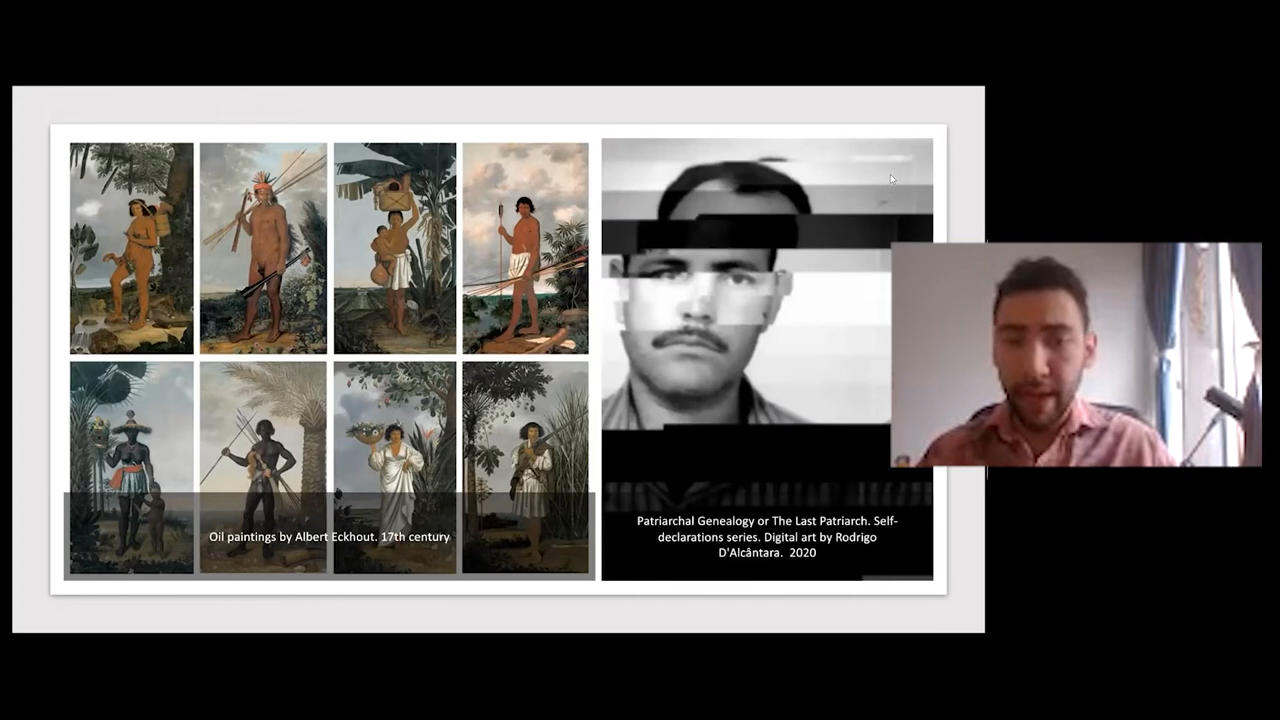 Oil paintings by Albert Eckhout. 17th century
Patriarchal Genealogy or The Last Patriarch. Self-
declarations series. Digital art by Rodrigo
D'Alcântara.  2020